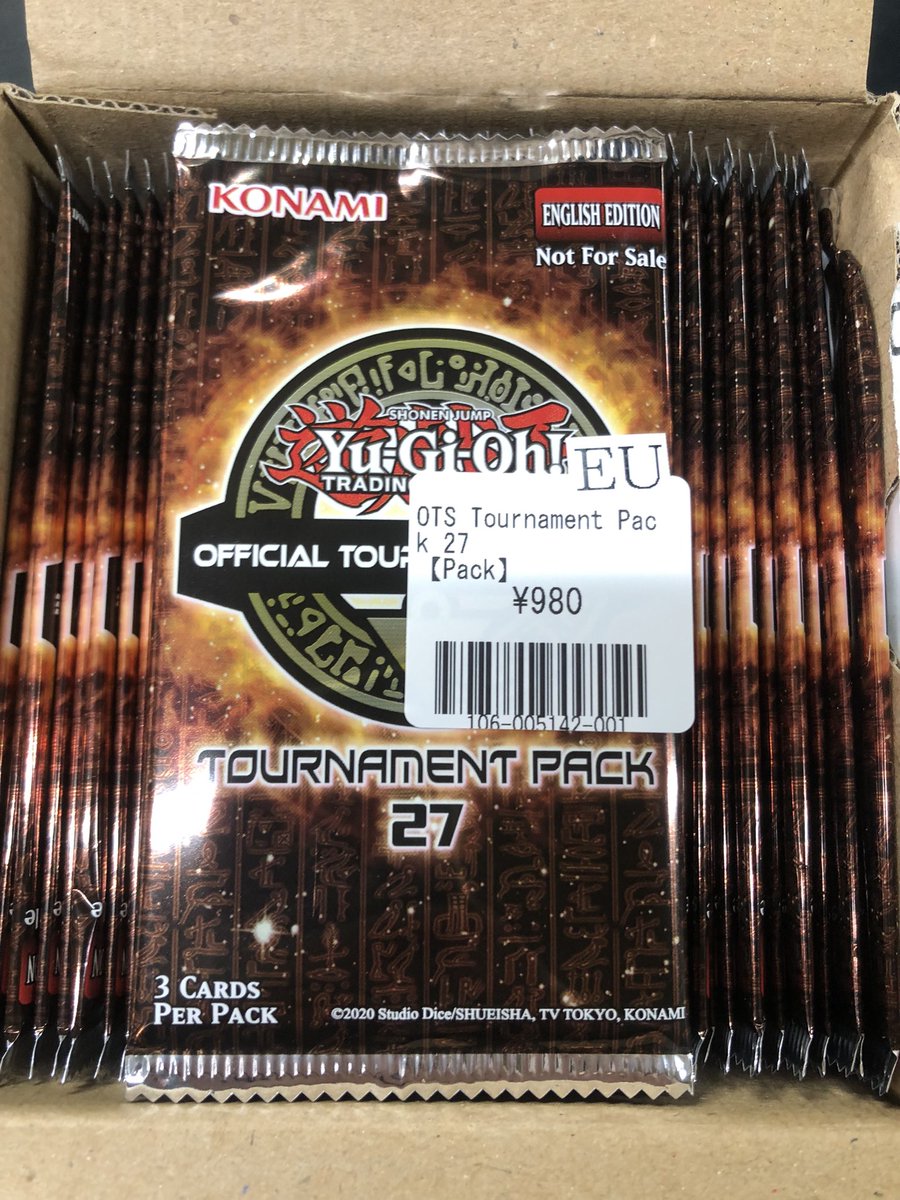 KONAMI
ENGLISH EDITION
Not For Sale
SHONEN JUMP
Yu-Gi-Oh!
TRADING
EU
OTS Tournament Pac
k 27
【Pack】
¥980
106-005142-001
OFFICIAL TOUR
TOURNAMENT PACK
27
3 CARDS
PER PACK
©2020 Studio Dice/SHUEISHA, TV TOKYO, KONAMI